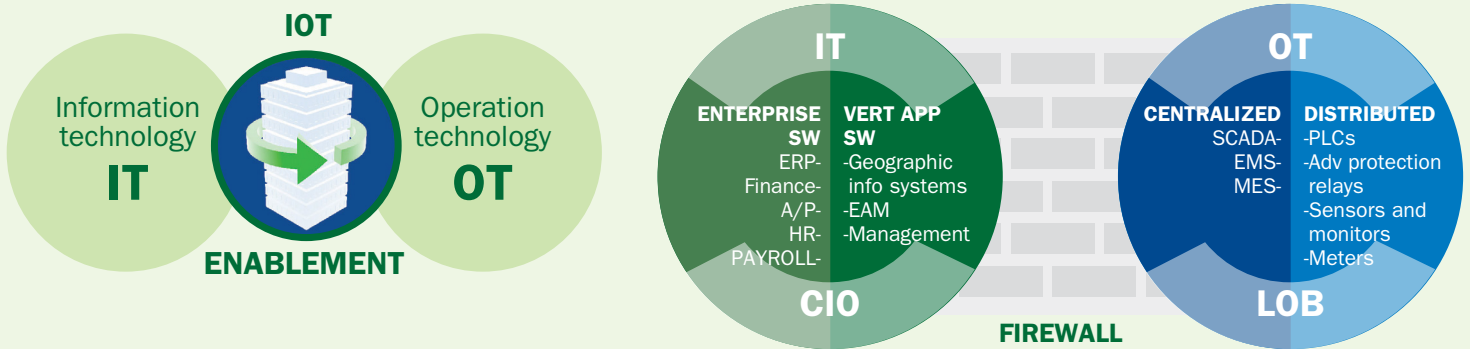 IOT
Information
technology
IT
Operation
technology
OT
ENABLEMENT
IT
ENTERPRISE
SW
ERP-
Finance-
A/P-
HR-
PAYROLL-
VERT APP
SW
-Geographic
info systems
-EAM
-Management
CIO
FIREWALL
OT
CENTRALIZED
SCADA-
EMS-
MES-
DISTRIBUTED
-PLCs
-Adv protection
relays
-Sensors and
monitors
-Meters
LOB